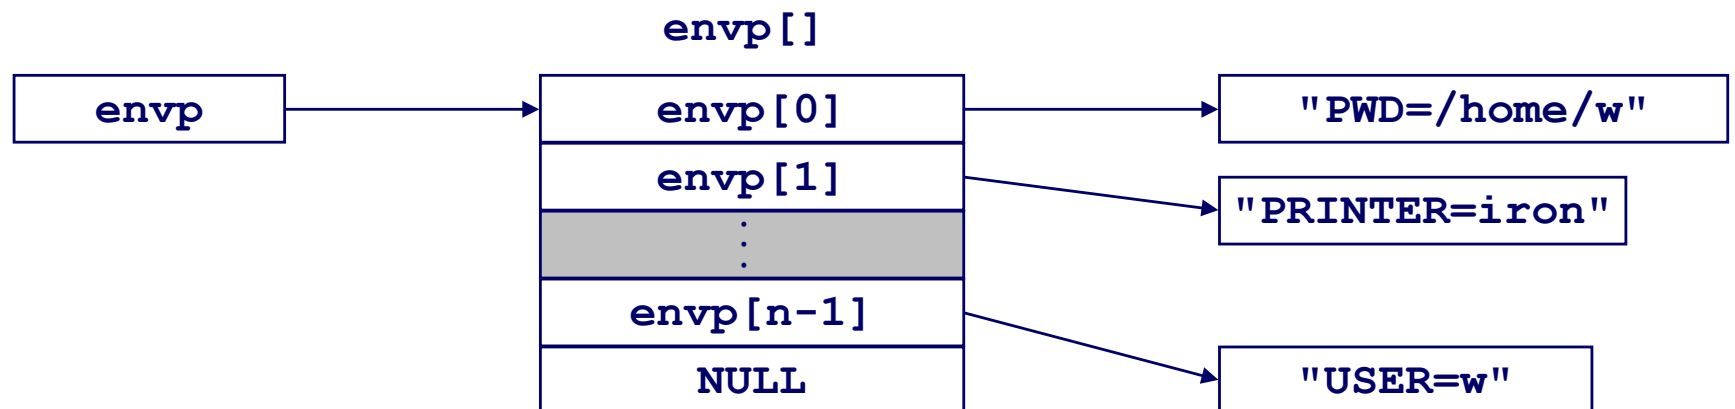 envp[]
envp
envp[0]
"PWD=/home/w"
envp[1]
"PRINTER=iron"
⋮
envp[n-1]
NULL
"USER=w"